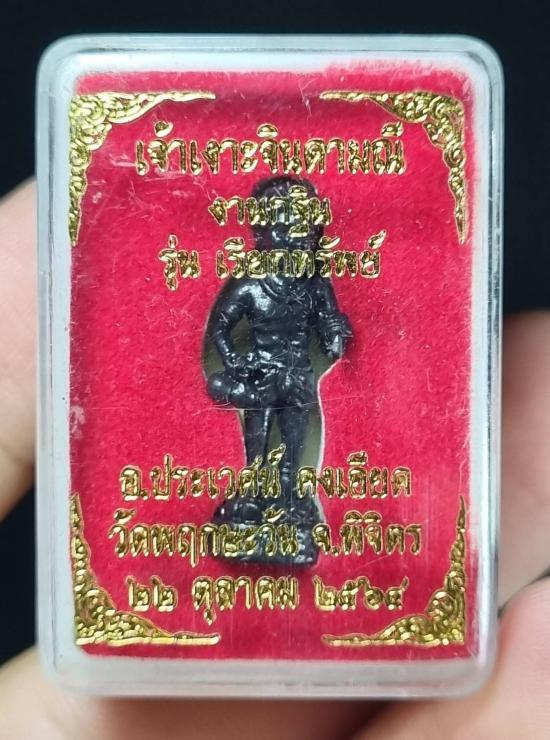 เจ้าเงาะจินดามณี
งานกฐิน
รุ่น เรียกทรัพย์
อ.ประเวศน์ คงเอียด
วัดพฤกษะวัน จ.พิจิตร
๒๒ ตุลาคม ๒๕๖๔